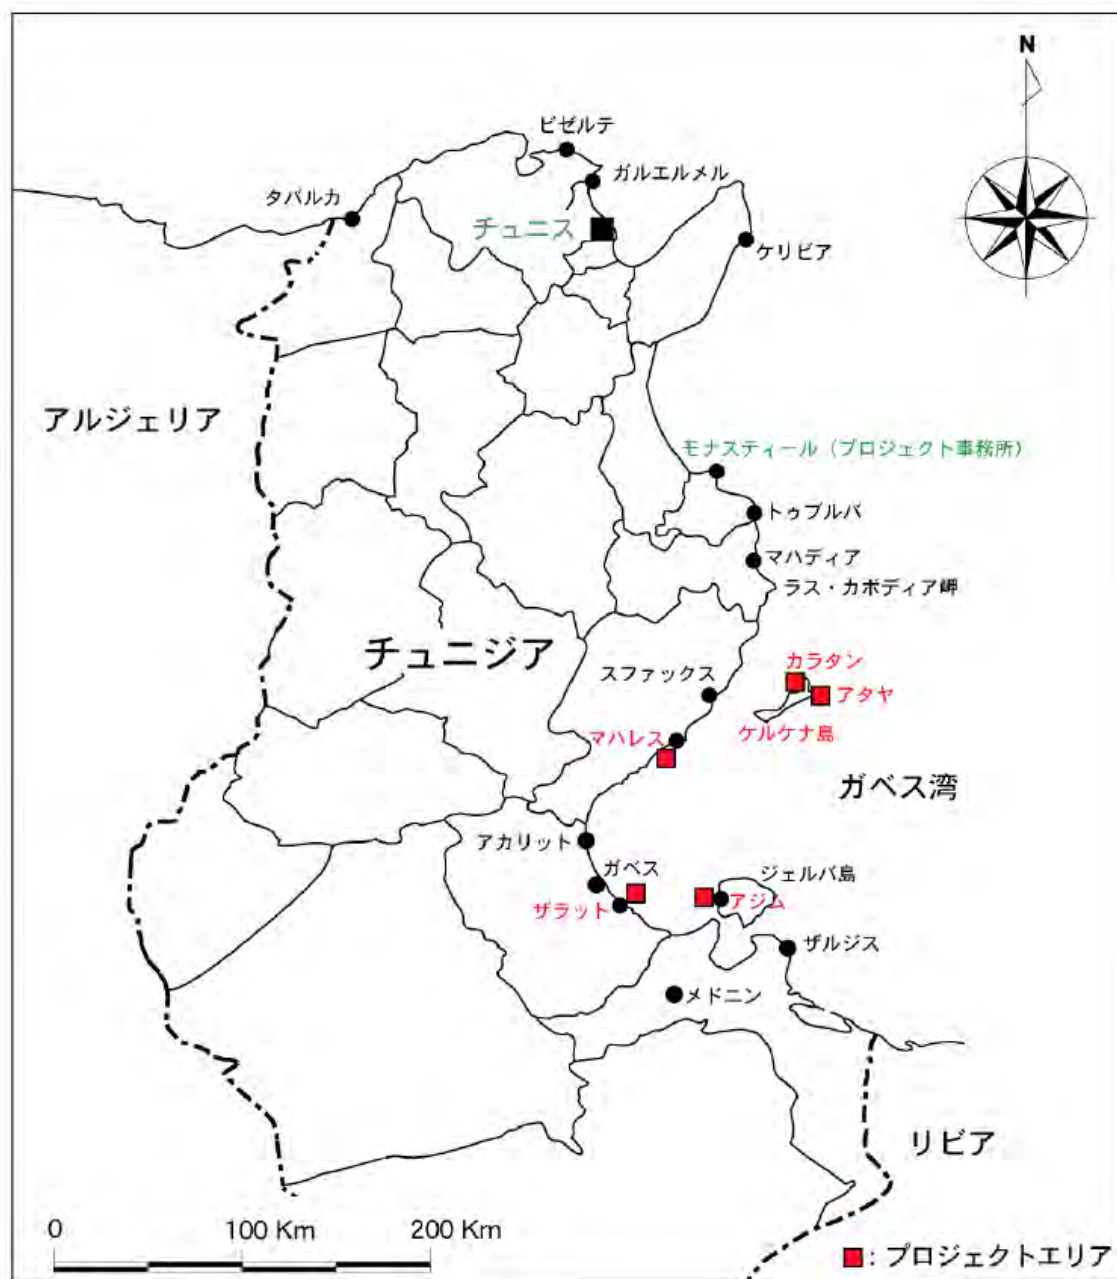 N
ビゼルテ
ガルエルメル
タバルカ
チュニス
ケリビア
アルジェリア
モナスティール（プロジェクト事務所）
トゥブルバ
マハディア
ラス・カボディア岬
チュニジア
カラタン
スファックス
アタヤ
ケルケナ島
マハレス
ガベス湾
アカリット
ガベス
ジェルバ島
ザラット
アジム
ザルジス
メドニン
リビア
0 100 Km 200 Km
：プロジェクトエリア